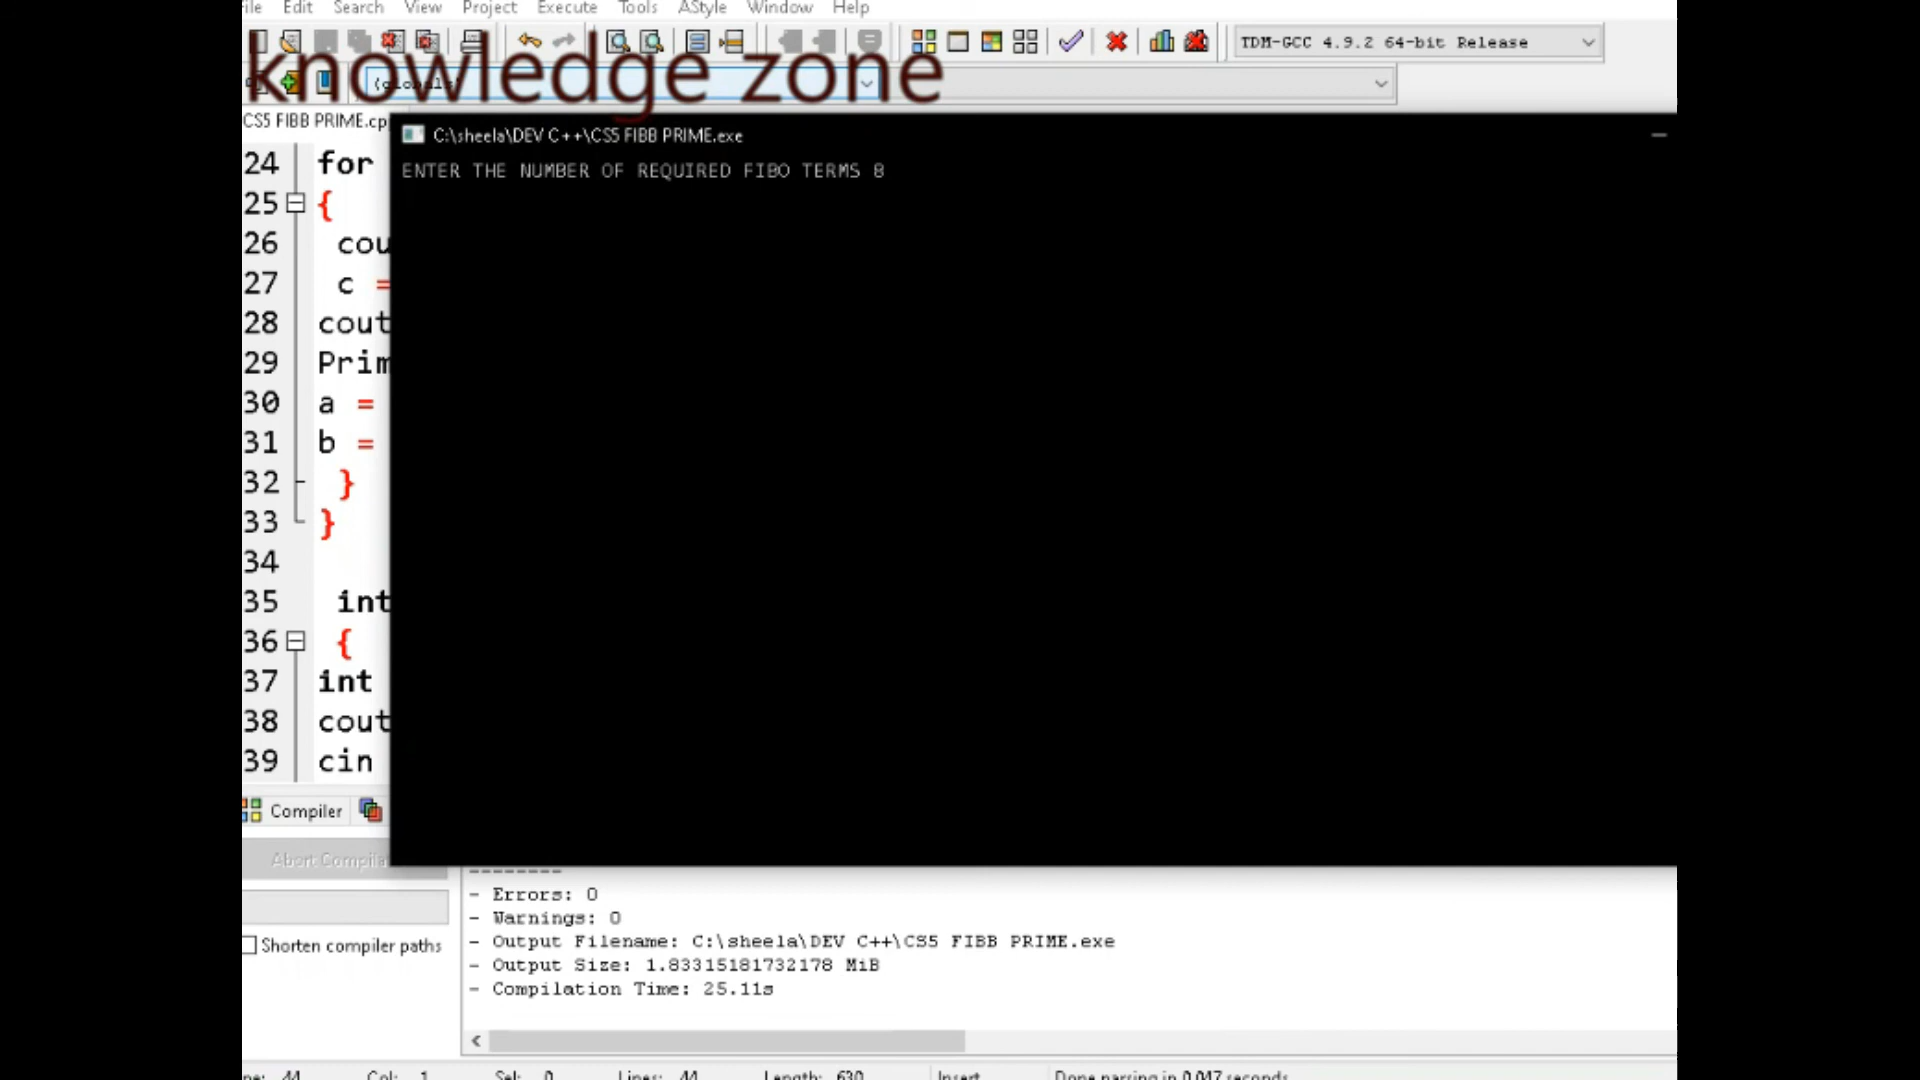 File Edit Search View Project Execute Tools AStyle Window Help
TDM-GCC 4.9.2 64-bit Release
knowledge zone
(globals)
CS5 FIBB PRIME.cp
C:\sheela\DEV C++\CS5 FIBB PRIME.exe
ENTER THE NUMBER OF REQUIRED FIBO TERMS 8
24 for
25 {
26 cou
27 c =
28 cout
29 Prim
30 a =
31 b =
32 }
33 }
34
35 int
36 {
37 int
38 cout
39 cin
Compiler
Abort Compila
--------
- Errors: 0
- Warnings: 0
- Output Filename: C:\sheela\DEV C++\CS5 FIBB PRIME.exe
- Output Size: 1.83315181732178 MiB
- Compilation Time: 25.11s
Shorten compiler paths
ne: 44 Col: 1 Sel: 0 Lines: 44 Length: 630 Insert Done parsing in 0.047 seconds